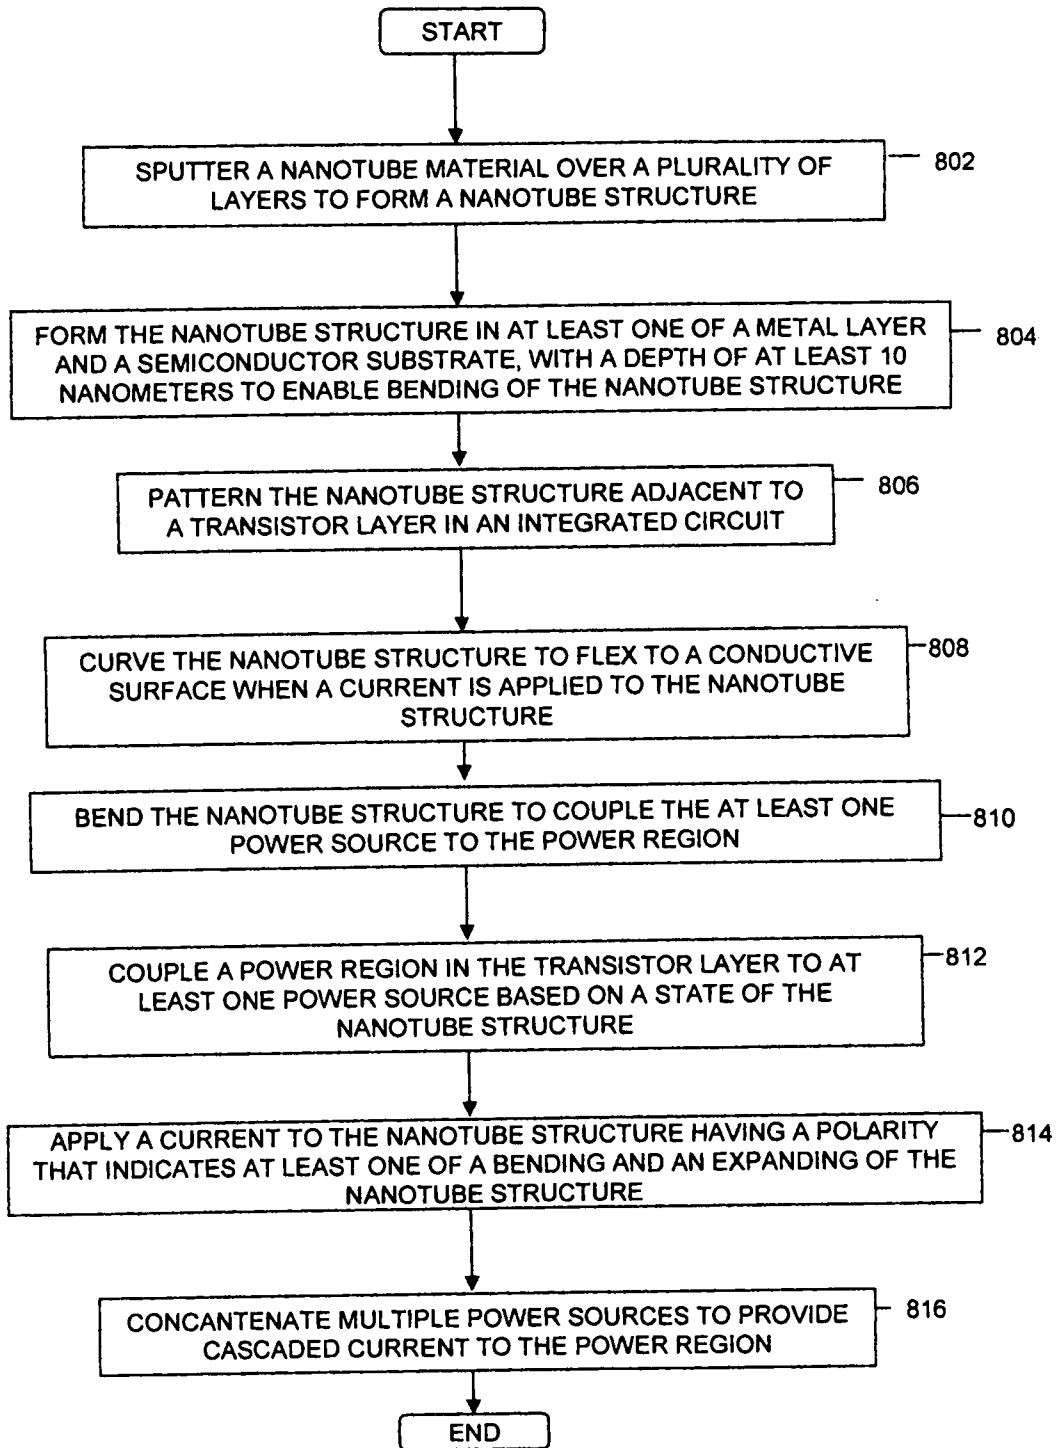 START
SPUTTER A NANOTUBE MATERIAL OVER A PLURALITY OF
LAYERS TO FORM A NANOTUBE STRUCTURE
802
FORM THE NANOTUBE STRUCTURE IN AT LEAST ONE OF A METAL LAYER
AND A SEMICONDUCTOR SUBSTRATE, WITH A DEPTH OF AT LEAST 10
NANOMETERS TO ENABLE BENDING OF THE NANOTUBE STRUCTURE
804
PATTERN THE NANOTUBE STRUCTURE ADJACENT TO
A TRANSISTOR LAYER IN AN INTEGRATED CIRCUIT
806
CURVE THE NANOTUBE STRUCTURE TO FLEX TO A CONDUCTIVE
SURFACE WHEN A CURRENT IS APPLIED TO THE NANOTUBE
STRUCTURE
808
BEND THE NANOTUBE STRUCTURE TO COUPLE THE AT LEAST ONE
POWER SOURCE TO THE POWER REGION
810
COUPLE A POWER REGION IN THE TRANSISTOR LAYER TO AT
LEAST ONE POWER SOURCE BASED ON A STATE OF THE
NANOTUBE STRUCTURE
812
APPLY A CURRENT TO THE NANOTUBE STRUCTURE HAVING A POLARITY
THAT INDICATES AT LEAST ONE OF A BENDING AND AN EXPANDING OF THE
NANOTUBE STRUCTURE
814
CONCANTENATE MULTIPLE POWER SOURCES TO PROVIDE
CASCADED CURRENT TO THE POWER REGION
816
END